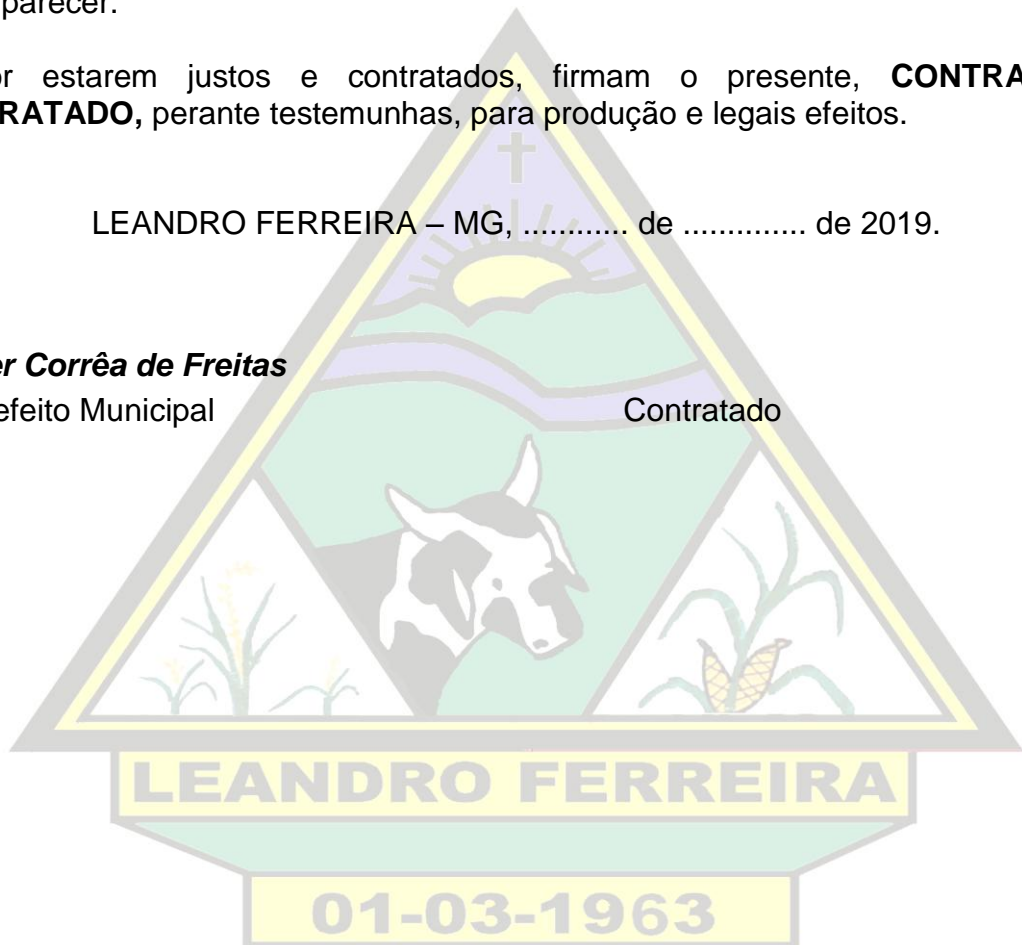 parecer.
or estarem justos e contratados, firmam o presente, CONTRA
RATADO, perante testemunhas, para produção e legais efeitos.
LEANDRO FERREIRA – MG, ............ de .............. de 2019.
er Corrêa de Freitas
efeito Municipal Contratado
LEANDRO FERREIRA
01-03-1963